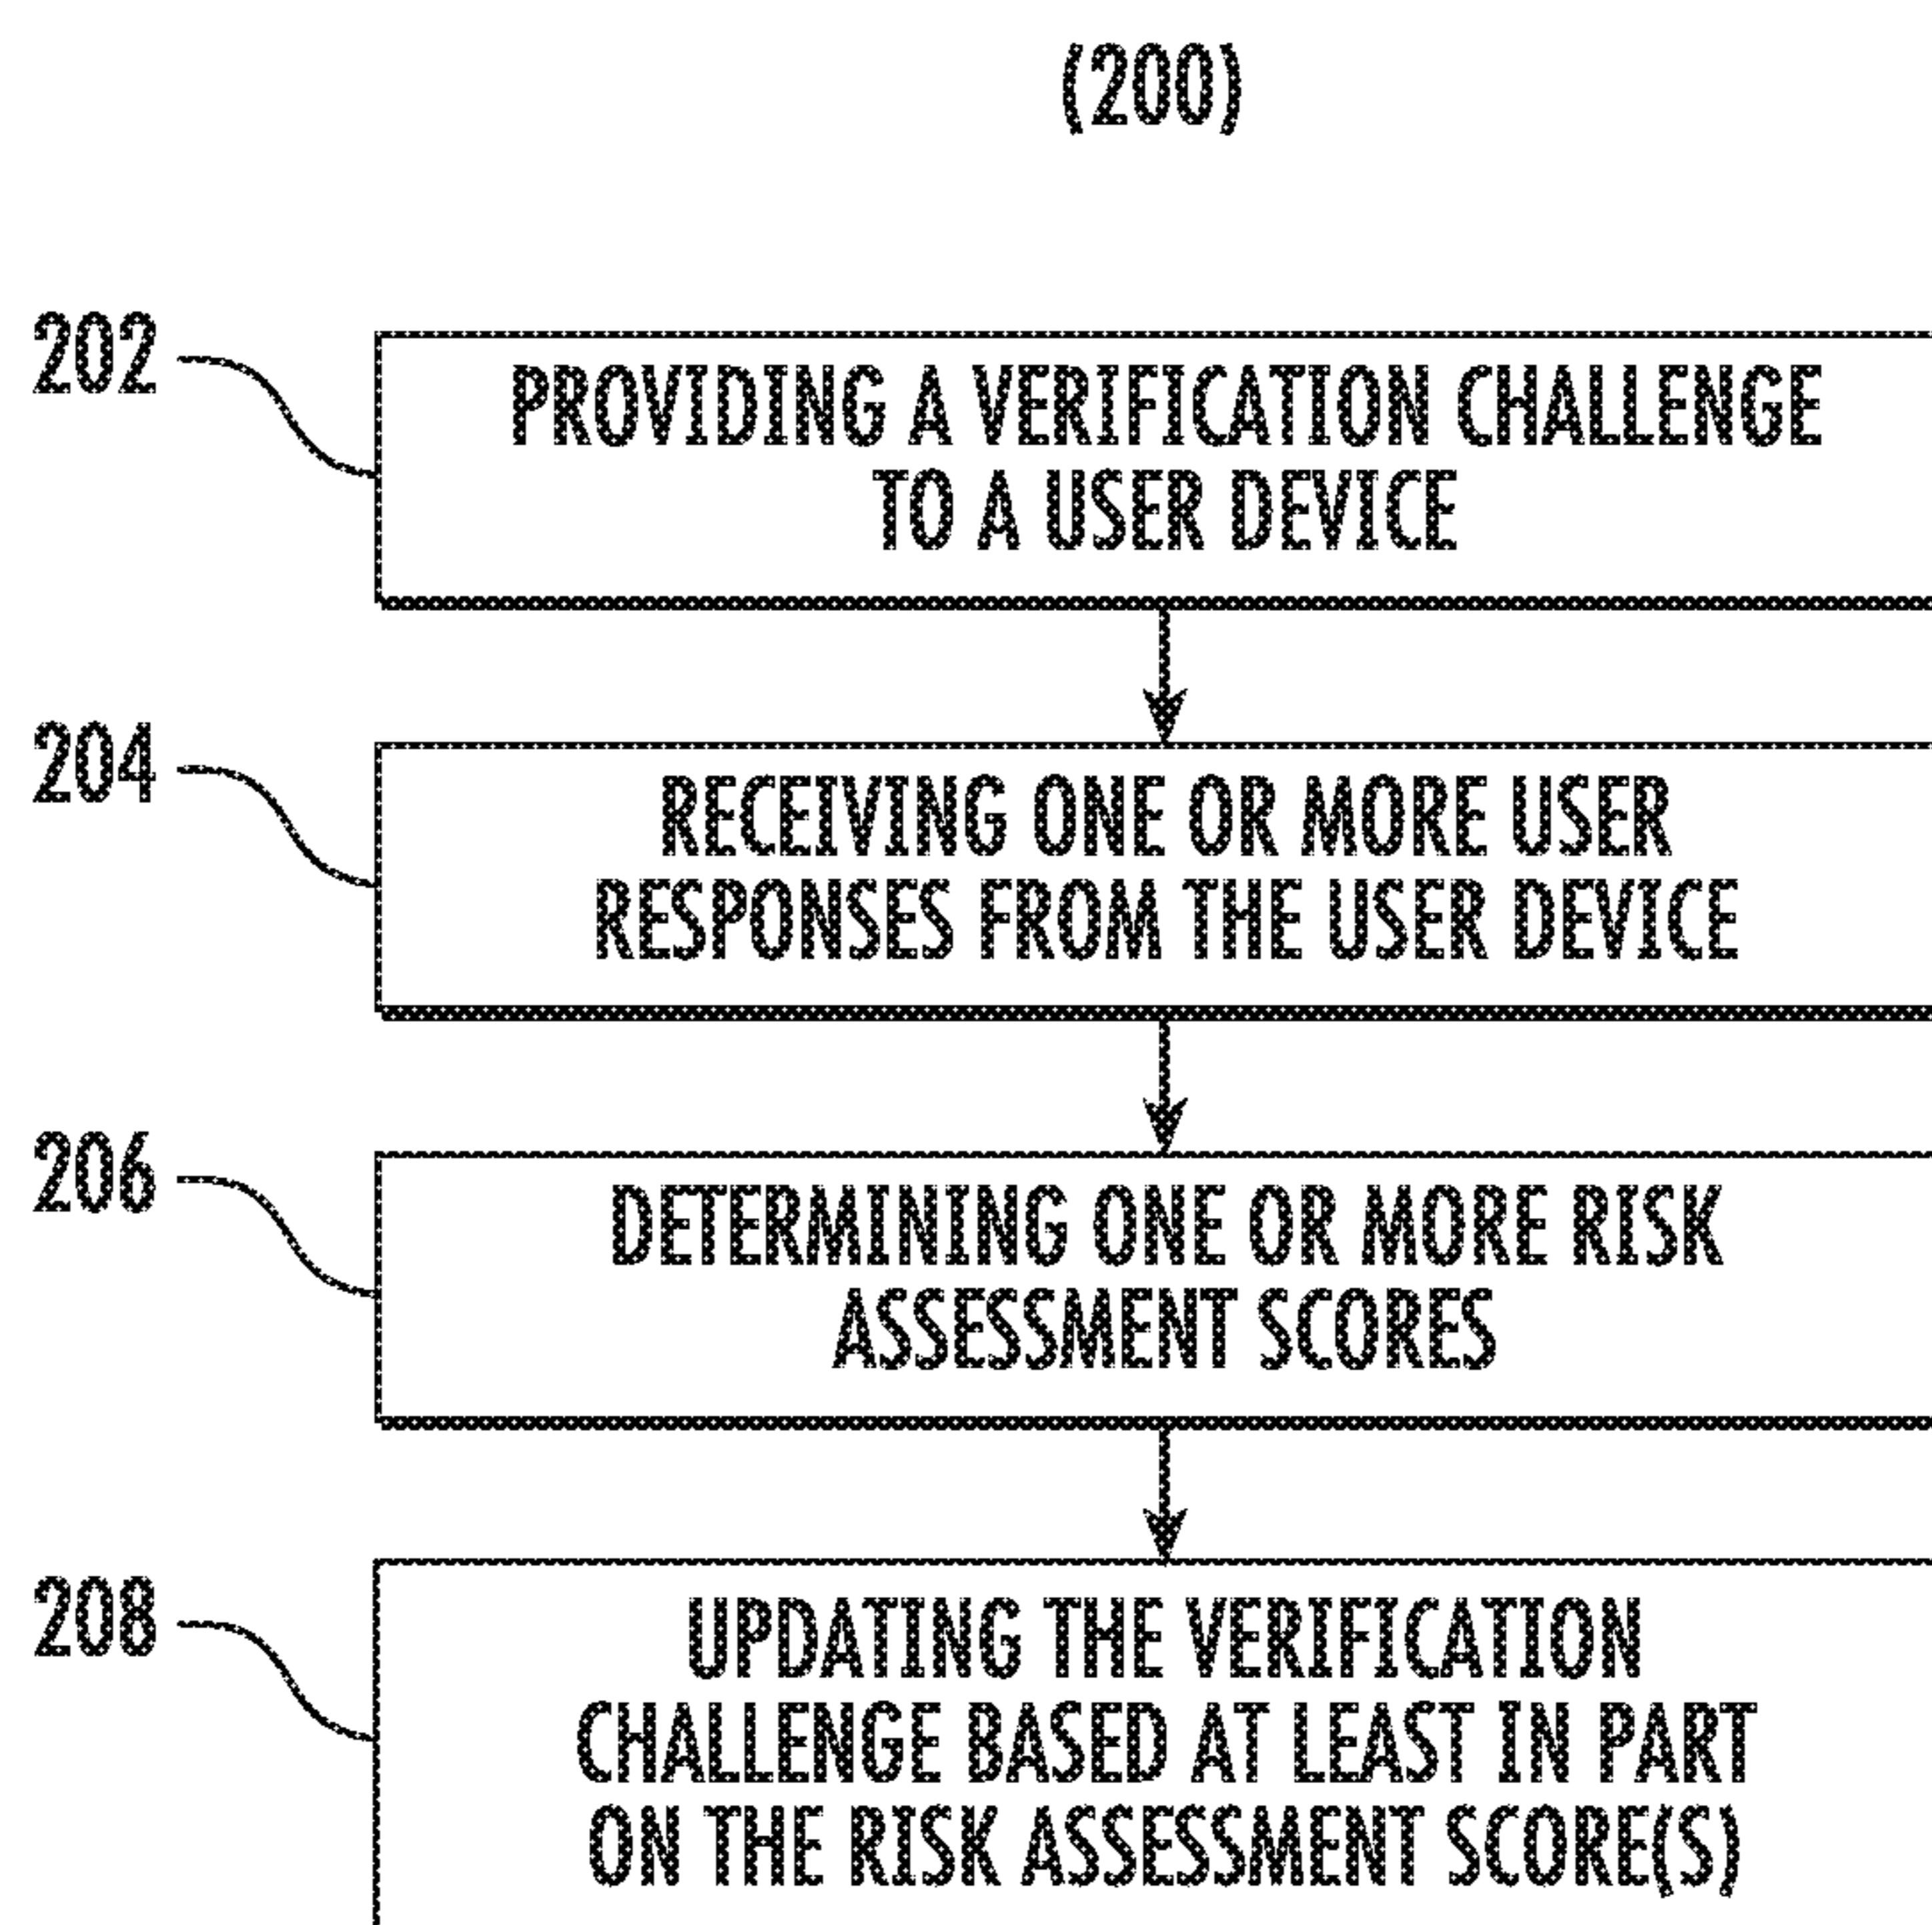 (200)
202
PROVIDING A VERIFICATION CHALLENGE
TO A USER DEVICE
204
RECEIVING ONE OR MORE USER
RESPONSES FROM THE USER DEVICE
206
DETERMINING ONE OR MORE RISK
ASSESSMENT SCORES
208
UPDATING THE VERIFICATION
CHALLENGE BASED AT LEAST IN PART
ON THE RISK ASSESSMENT SCORE(S)